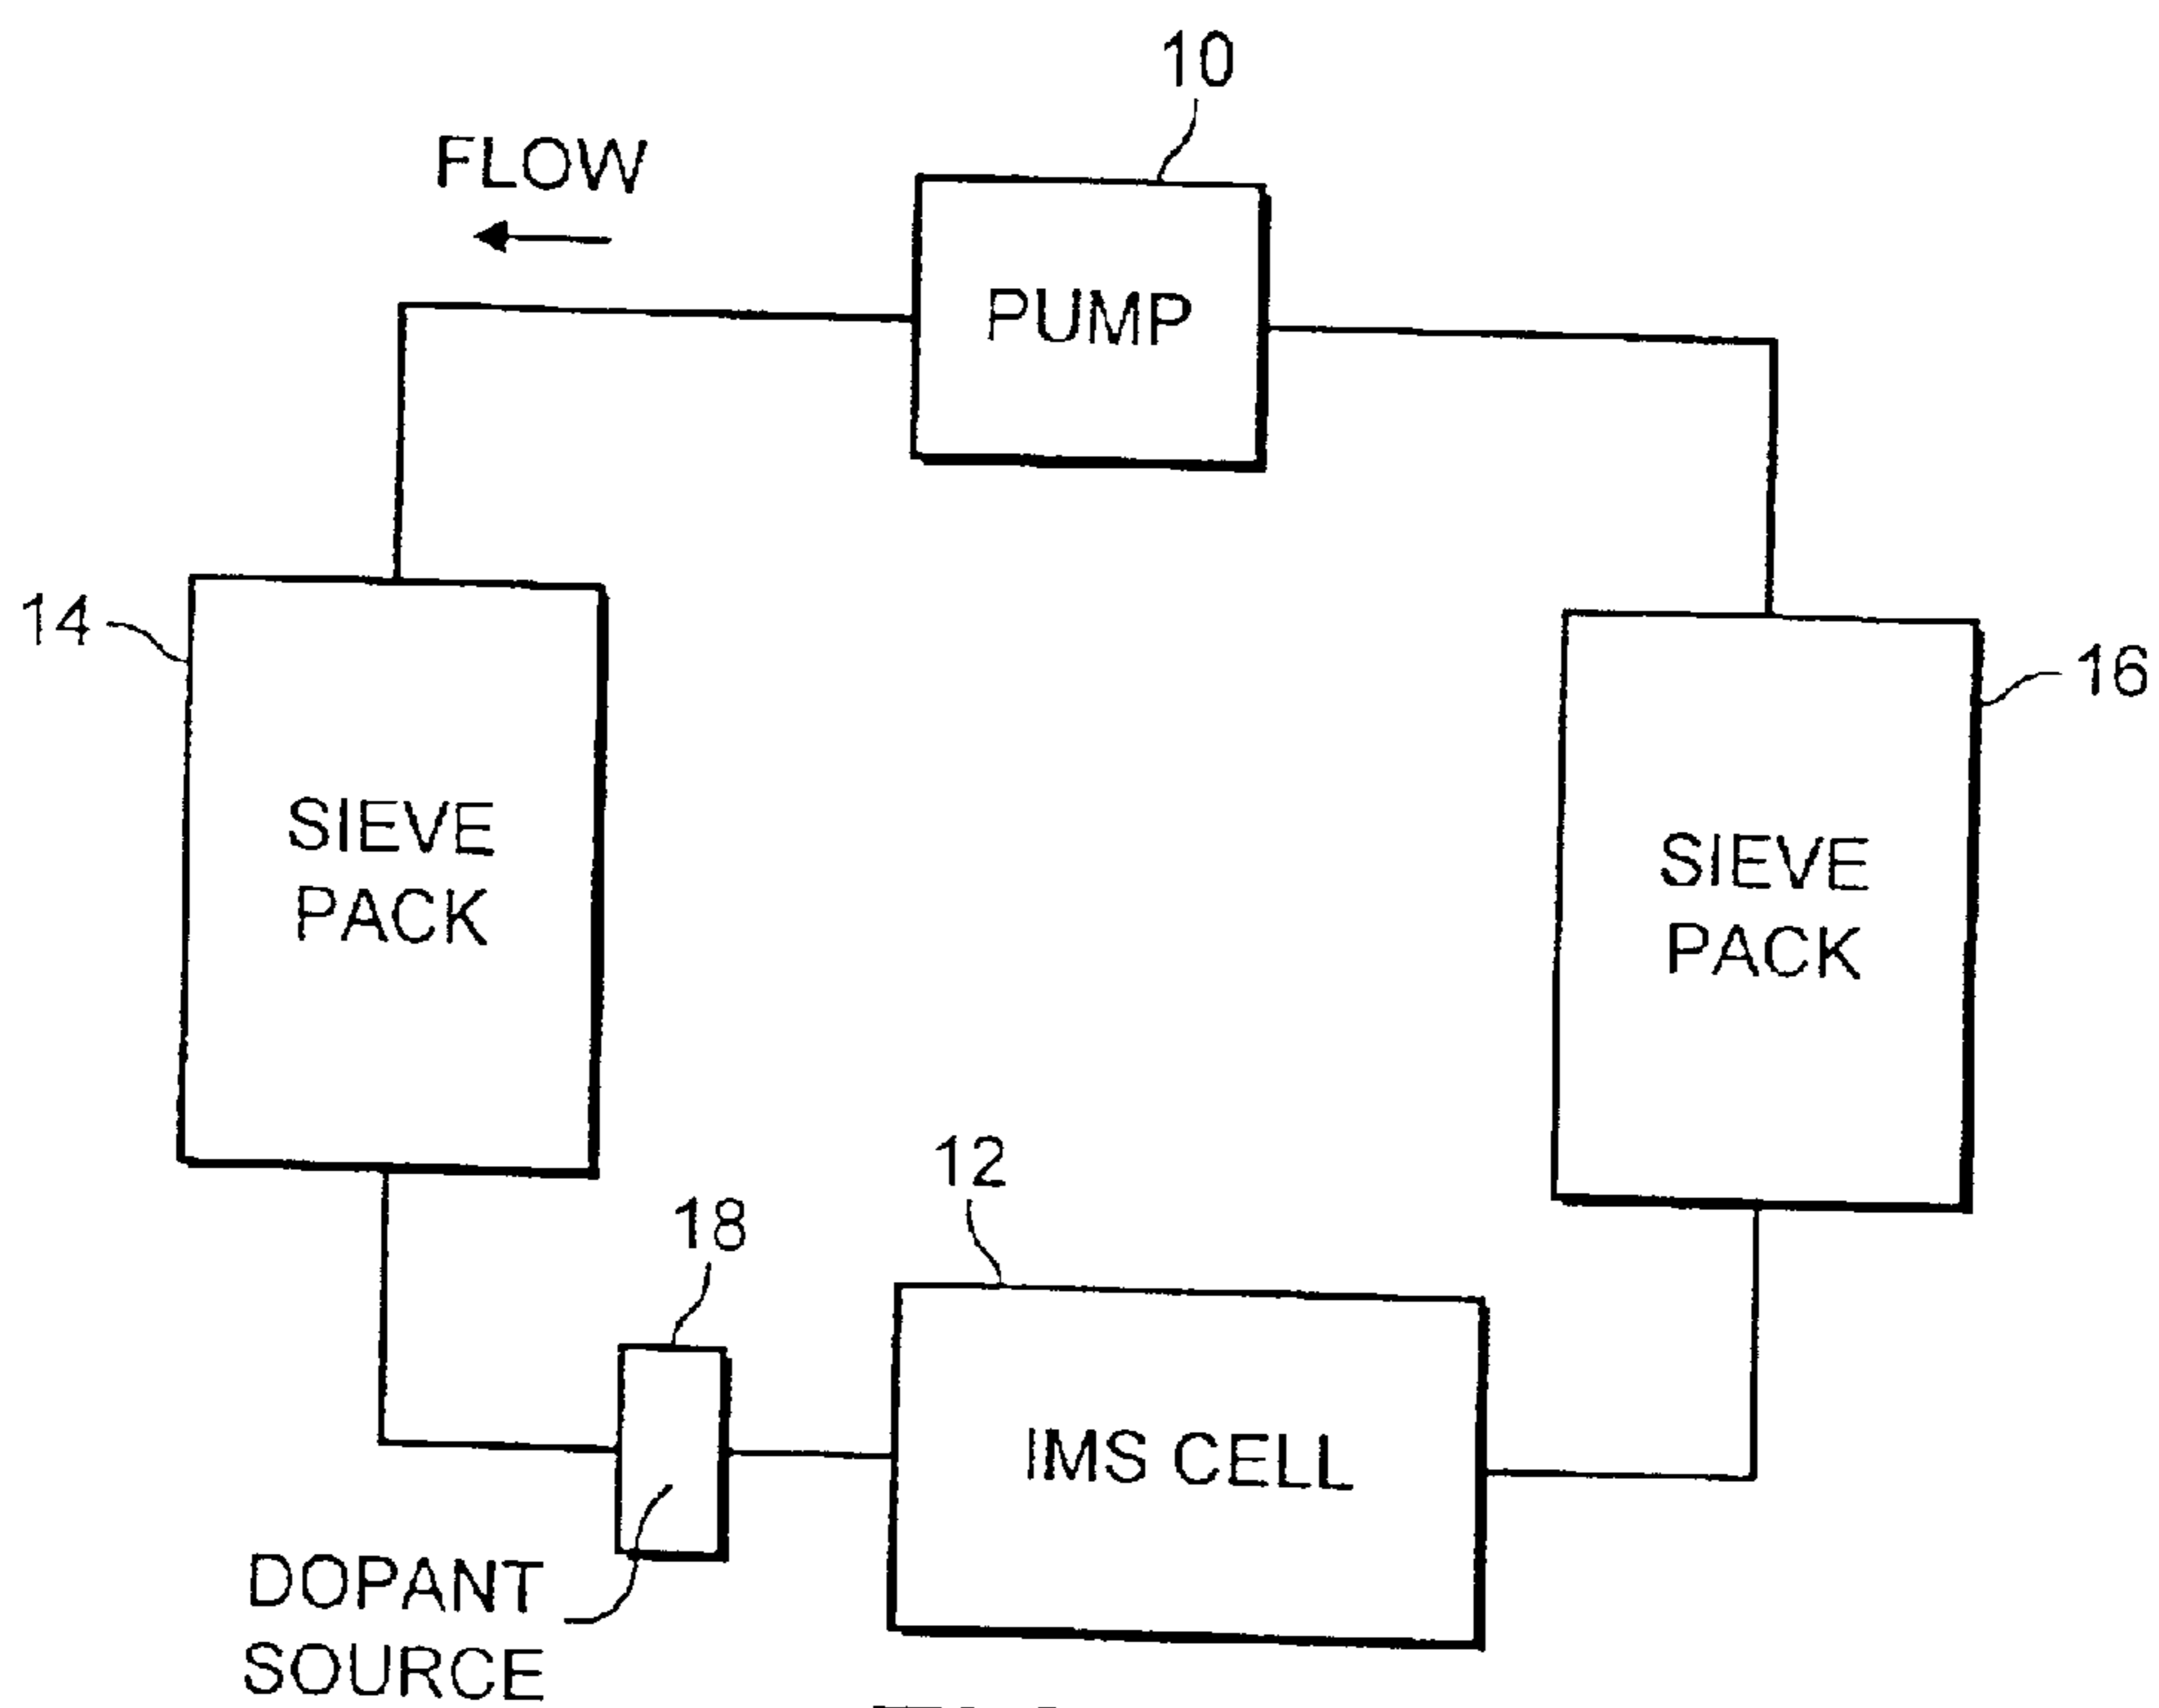 10
FLOW
PUMP
14
16
SIEVE
PACK
SIEVE
PACK
12
18
IMS CELL
DOPANT
SOURCE